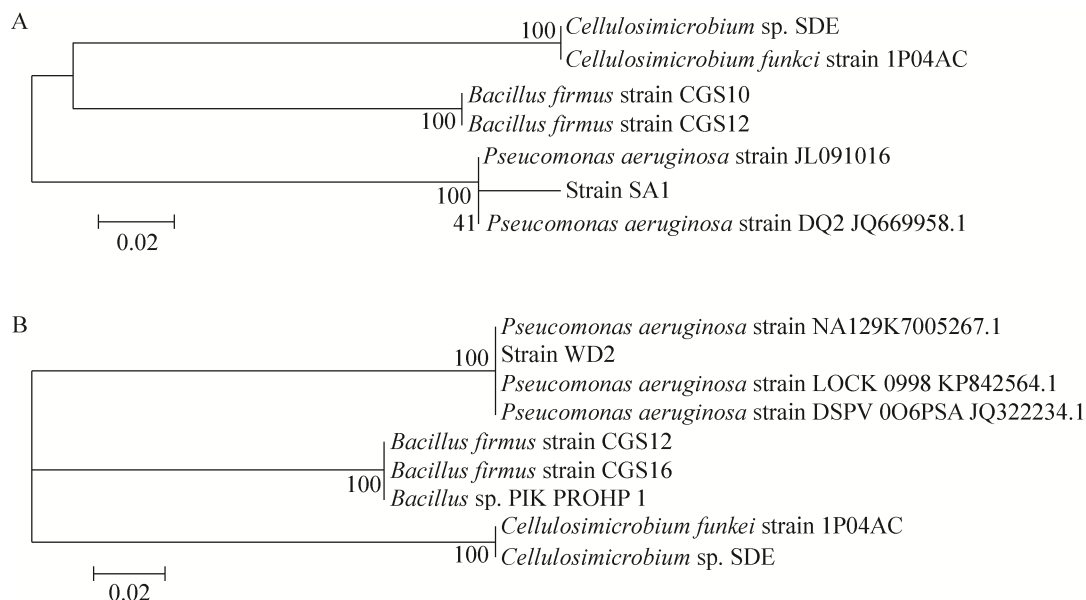 A
100 Cellulosimicrobium sp. SDE
Cellulosimicrobium funkci strain 1P04AC
Bacillus firmus strain CGS10
100 Bacillus firmus strain CGS12
Pseucomonas aeruginosa strain JL091016
100 Strain SA1
41 Pseucomonas aeruginosa strain DQ2 JQ669958.1
0.02
B
Pseucomonas aeruginosa strain NA129K7005267.1
100 Strain WD2
Pseucomonas aeruginosa strain LOCK 0998 KP842564.1
Pseucomonas aeruginosa strain DSPV 0O6PSA JQ322234.1
Bacillus firmus strain CGS12
Bacillus firmus strain CGS16
100 Bacillus sp. PIK PROHP 1
Cellulosimicrobium funkei strain 1P04AC
100 Cellulosimicrobium sp. SDE
0.02